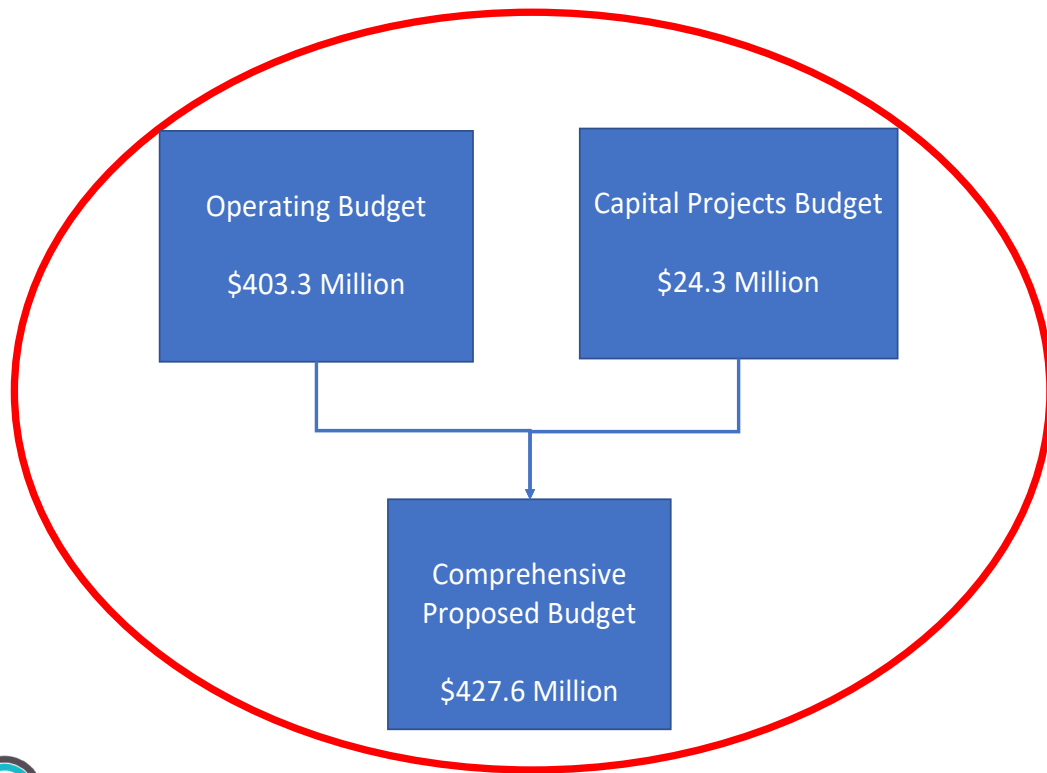 Operating Budget
$403.3 Million
Capital Projects Budget
$24.3 Million
Comprehensive
Proposed Budget
$427.6 Million